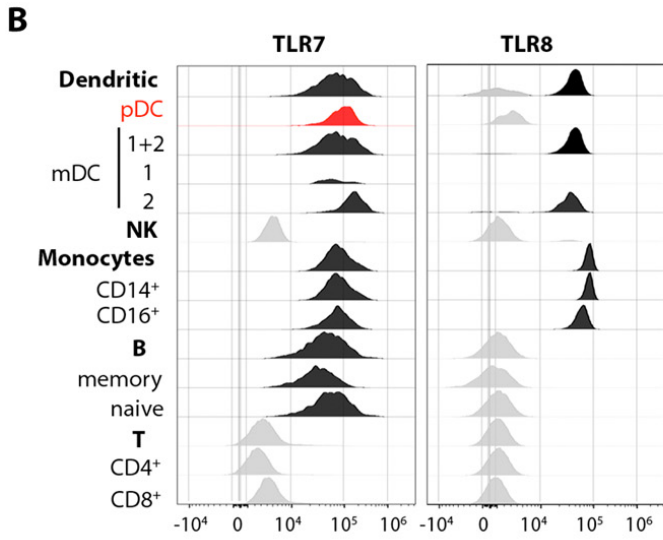 B
TLR7 TLR8
Dendritic
pDC
1+2
mDC 1
2
NK
Monocytes
CD14⁺
CD16⁺
B
memory
naive
T
CD4⁺
CD8⁺
-10⁴ 0 10⁴ 10⁵ 10⁶ -10⁴ 0 10⁴ 10⁵ 10⁶